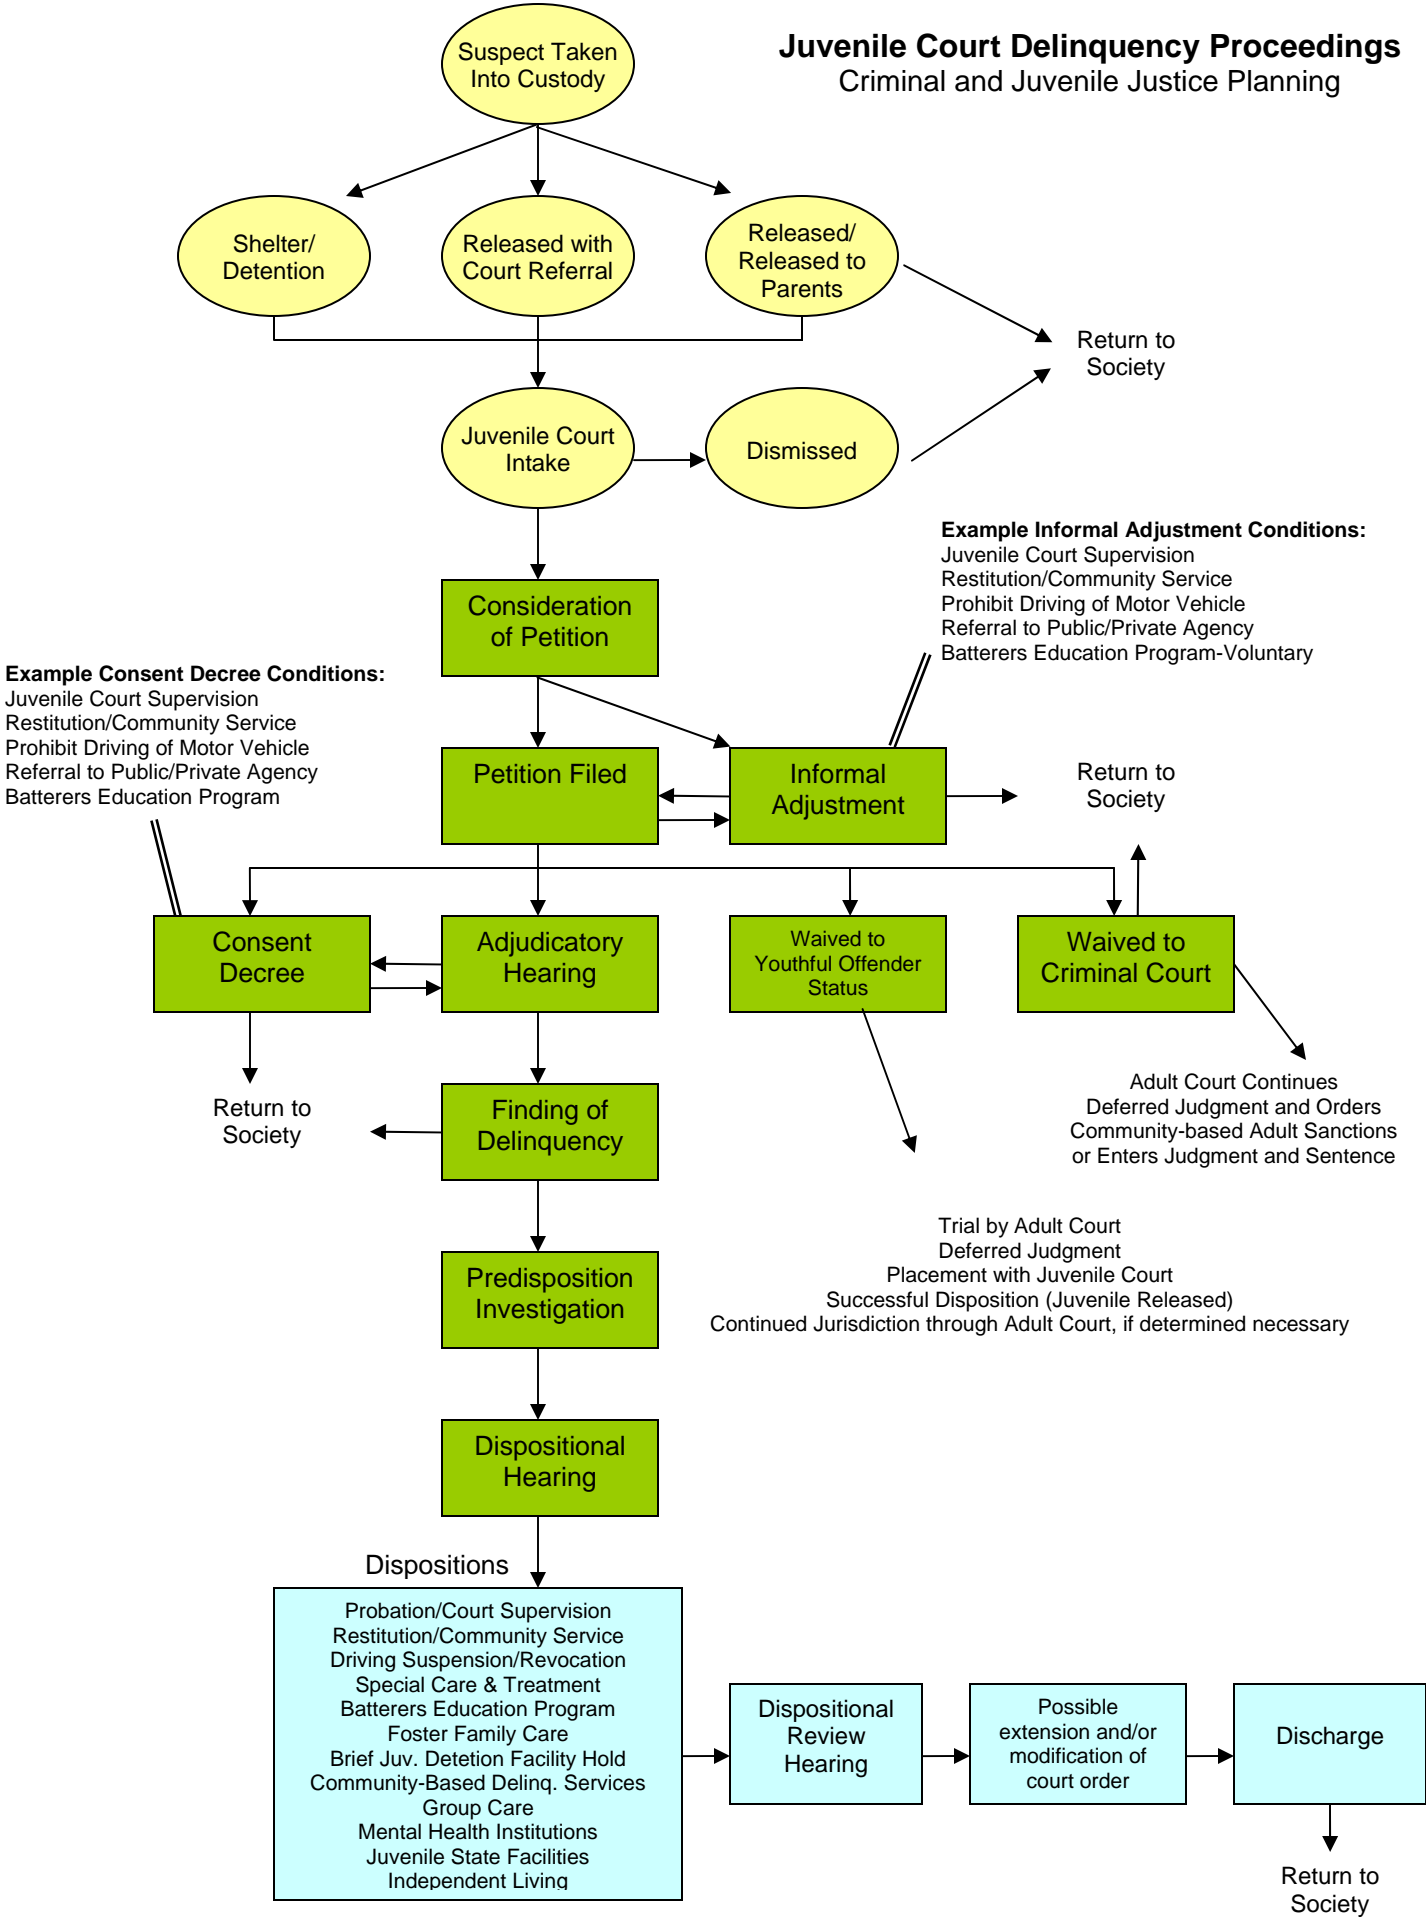 Juvenile Court Delinquency Proceedings
Criminal and Juvenile Justice Planning
Suspect Taken
Into Custody
Shelter/
Detention
Released with
Court Referral
Released/
Released to
Parents
Return to
Society
Juvenile Court
Intake
Dismissed
Example Informal Adjustment Conditions:
Juvenile Court Supervision
Restitution/Community Service
Prohibit Driving of Motor Vehicle
Referral to Public/Private Agency
Batterers Education Program-Voluntary
Consideration
of Petition
Example Consent Decree Conditions:
Juvenile Court Supervision
Restitution/Community Service
Prohibit Driving of Motor Vehicle
Referral to Public/Private Agency
Batterers Education Program
Petition Filed
Informal
Adjustment
Return to
Society
Consent
Decree
Adjudicatory
Hearing
Waived to
Youthful Offender
Status
Waived to
Criminal Court
Return to
Society
Finding of
Delinquency
Adult Court Continues
Deferred Judgment and Orders
Community-based Adult Sanctions
or Enters Judgment and Sentence
Predisposition
Investigation
Trial by Adult Court
Deferred Judgment
Placement with Juvenile Court
Successful Disposition (Juvenile Released)
Continued Jurisdiction through Adult Court, if determined necessary
Dispositional
Hearing
Dispositions
Probation/Court Supervision
Restitution/Community Service
Driving Suspension/Revocation
Special Care & Treatment
Batterers Education Program
Foster Family Care
Brief Juv. Detetion Facility Hold
Community-Based Delinq. Services
Group Care
Mental Health Institutions
Juvenile State Facilities
Independent Living
Dispositional
Review
Hearing
Possible
extension and/or
modification of
court order
Discharge
Return to
Society